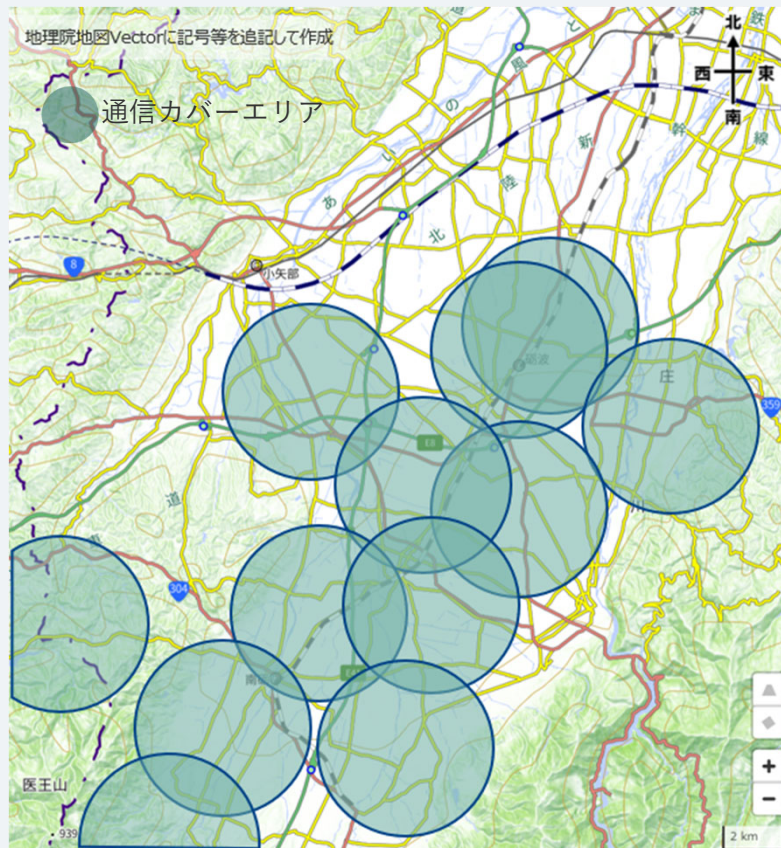 地理院地図Vectorに記号等を追記して作成
北
西 東
南
通信カバーエリア
あいの風と
北陸新幹線
8
小矢部
砺波
庄
359
E8
川
道
304
医王山
・939
+
−
2 km